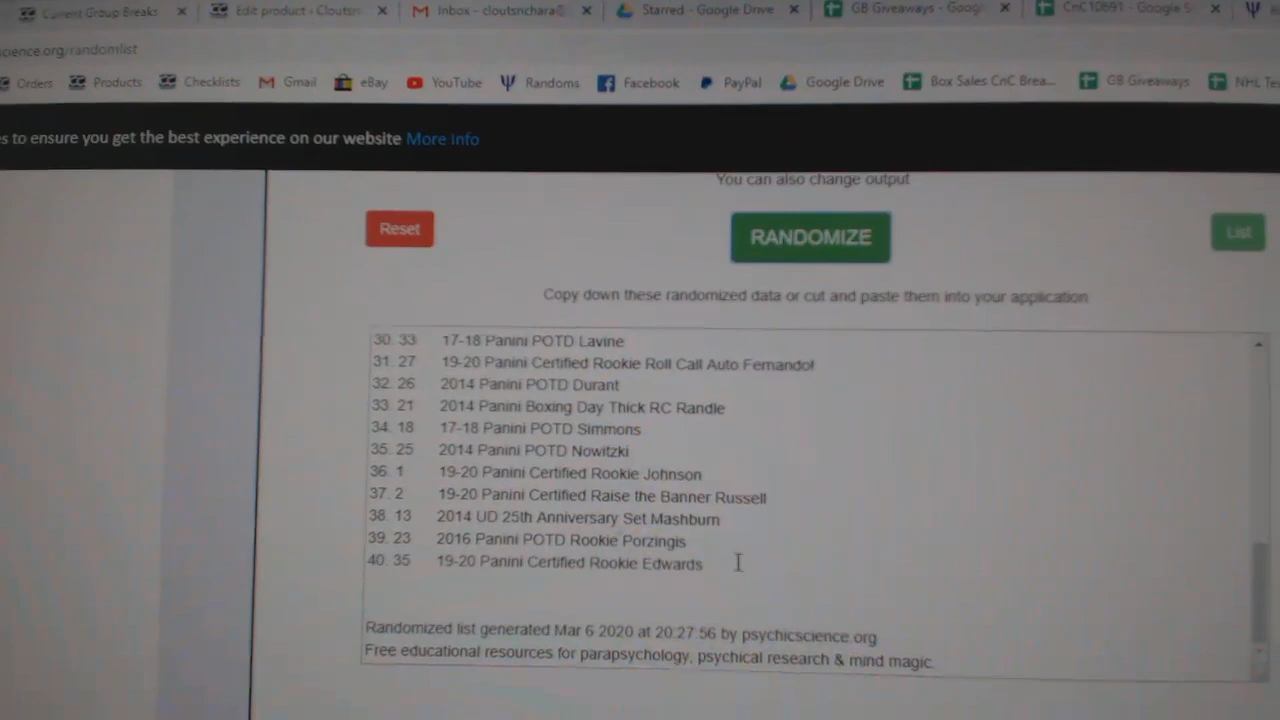 Current Group Breaks
Edit product ‹ Cloutsn
Inbox - cloutsnchara@
Starred - Google Drive
GB Giveaways - Goog
CnC10691 - Google S
cience.org/randomlist
Orders Products Checklists Gmail eBay YouTube Randoms Facebook PayPal Google Drive Box Sales CnC Brea... GB Giveaways NHL Te
s to ensure you get the best experience on our website More info
You can also change output
Reset
RANDOMIZE
List
Copy down these randomized data or cut and paste them into your application
30. 33 17-18 Panini POTD Lavine
31. 27 19-20 Panini Certified Rookie Roll Call Auto Fernando!
32. 26 2014 Panini POTD Durant
33. 21 2014 Panini Boxing Day Thick RC Randle
34. 18 17-18 Panini POTD Simmons
35. 25 2014 Panini POTD Nowitzki
36. 1 19-20 Panini Certified Rookie Johnson
37. 2 19-20 Panini Certified Raise the Banner Russell
38. 13 2014 UD 25th Anniversary Set Mashburn
39. 23 2016 Panini POTD Rookie Porzingis
40. 35 19-20 Panini Certified Rookie Edwards
Randomized list generated Mar 6 2020 at 20:27:56 by psychicscience.org
Free educational resources for parapsychology, psychical research & mind magic.